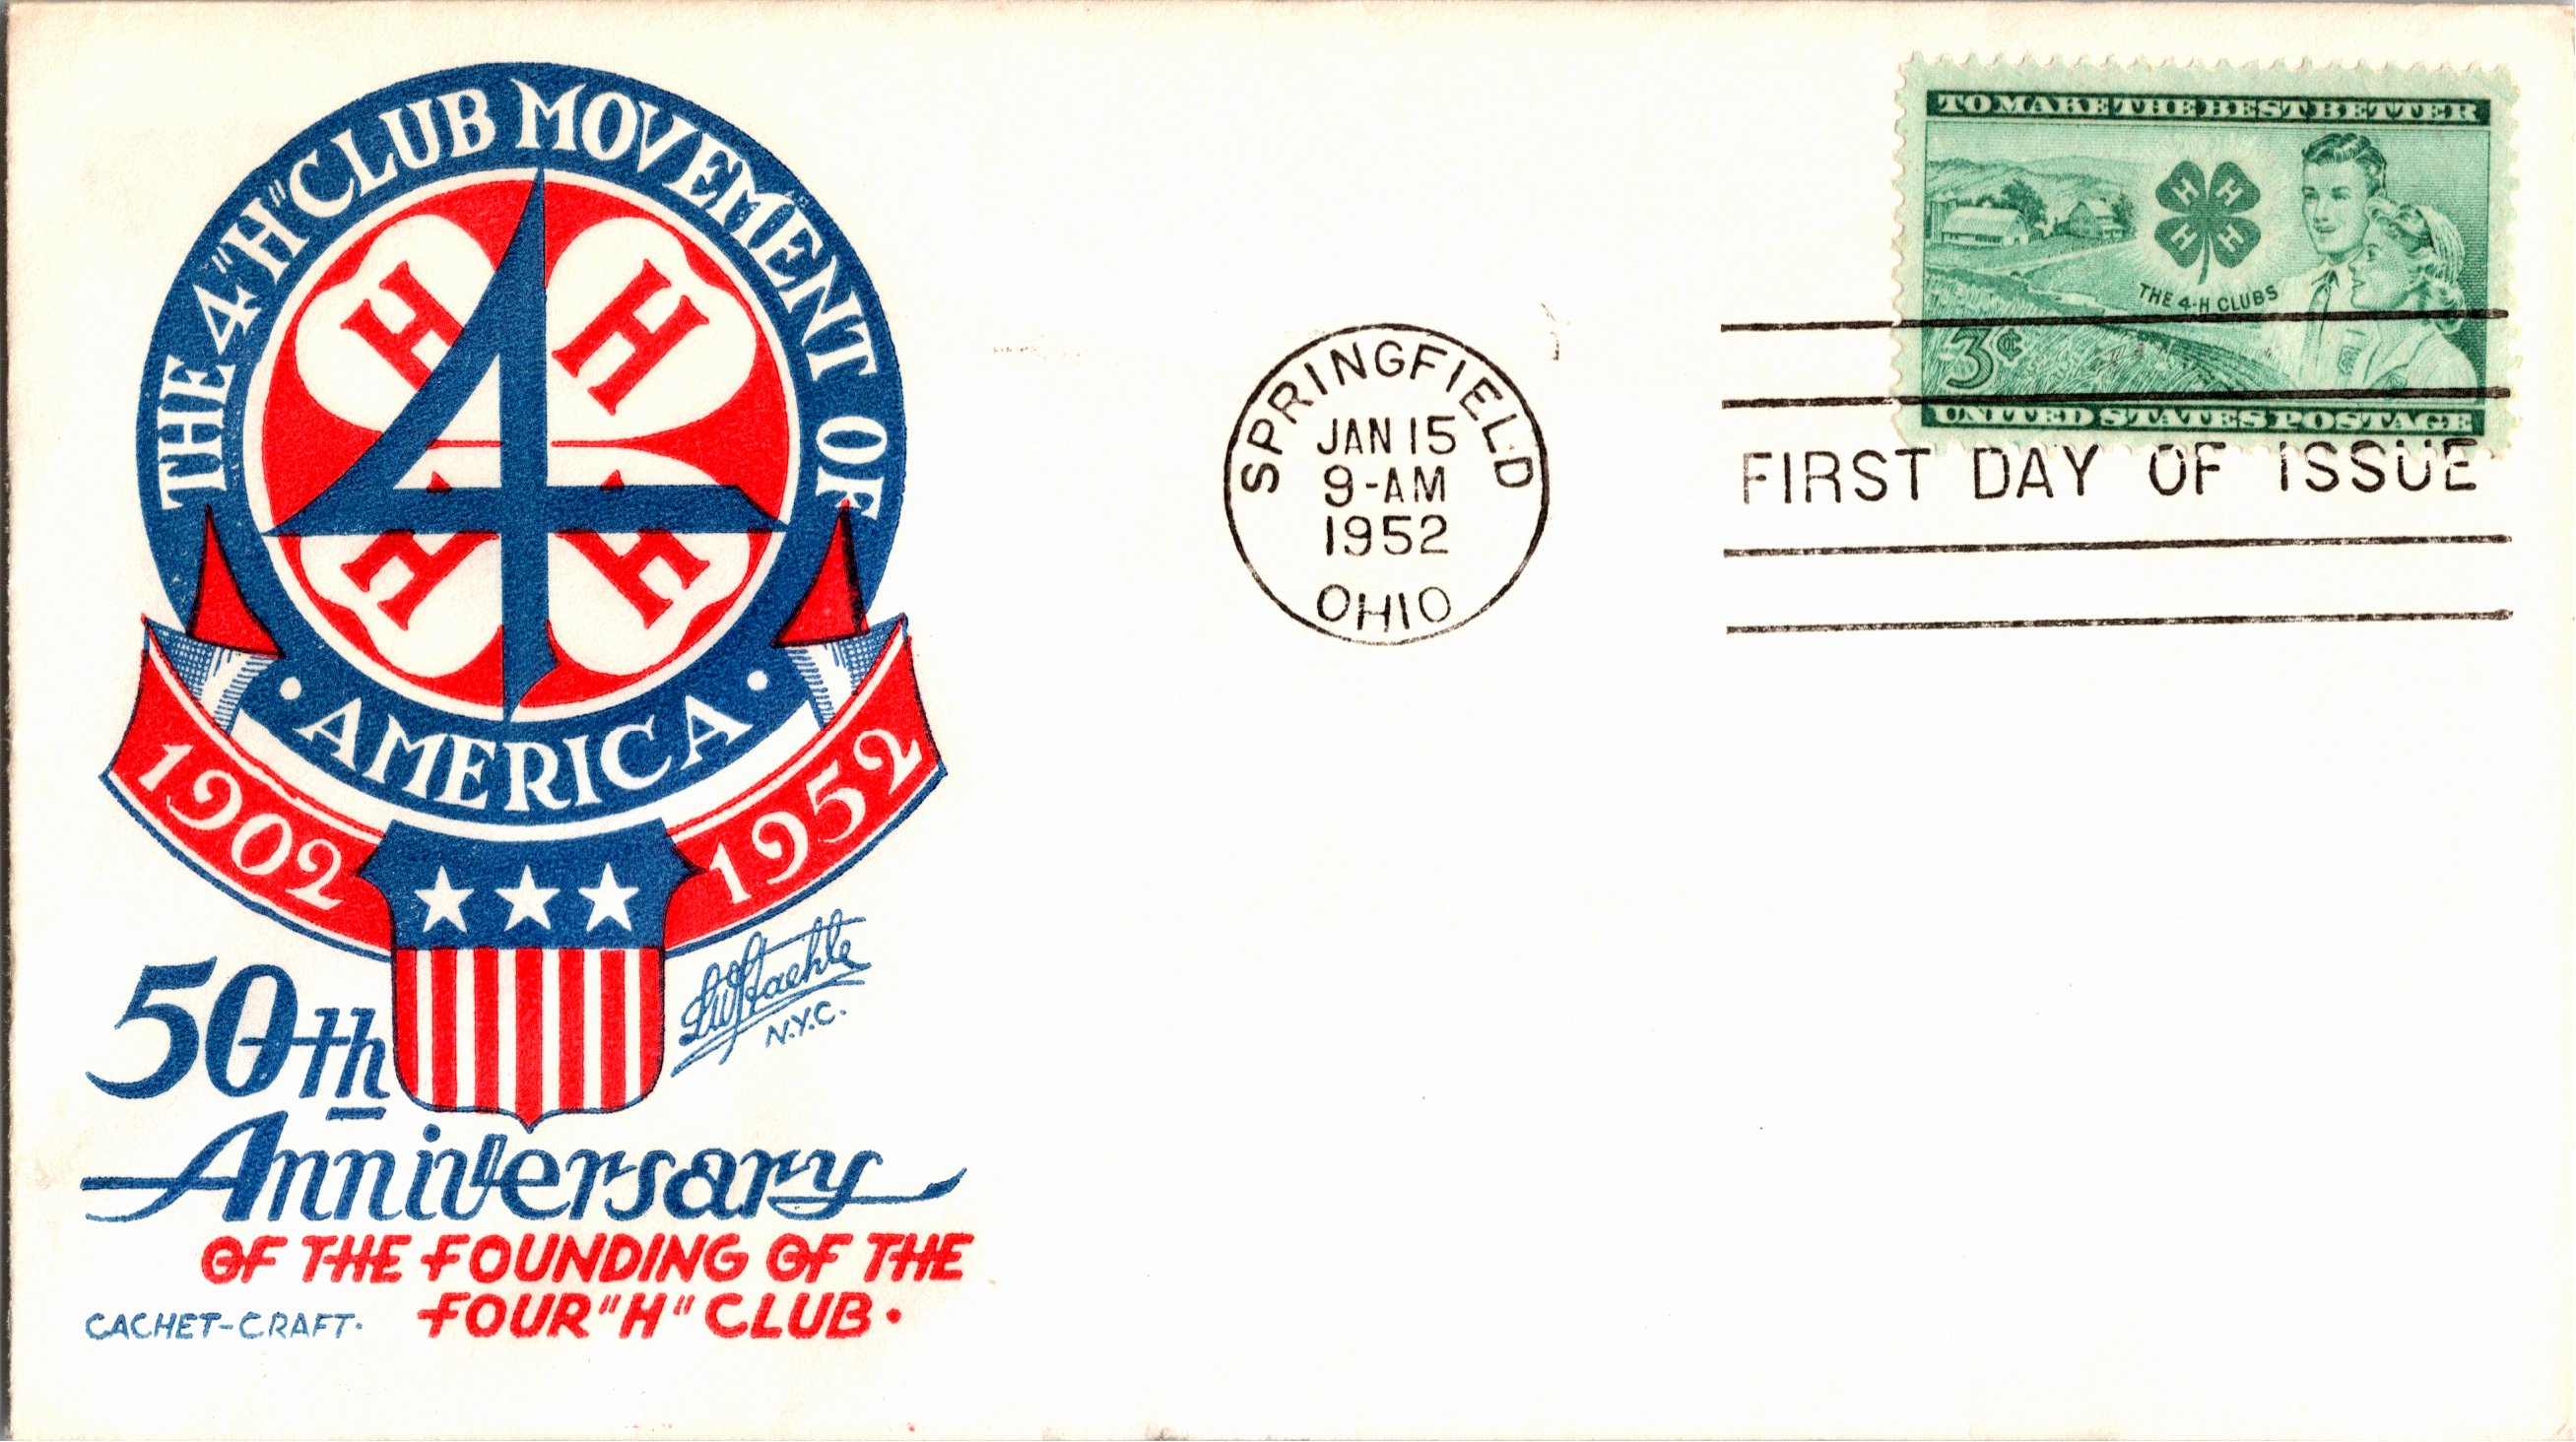 THE 4 "H" CLUB MOVEMENT OF
• AMERICA •
H H
H H
4
1902 1952
LW Staehle
N.Y.C.
50th
Anniversary
OF THE FOUNDING OF THE
FOUR "H" CLUB.
CACHET-CRAFT.
SPRINGFIELD
JAN 15
9-AM
1952
OHIO
TO MAKE THE BEST BETTER
H H
H H
THE 4-H CLUBS
3¢
UNITED STATES POSTAGE
FIRST DAY OF ISSUE